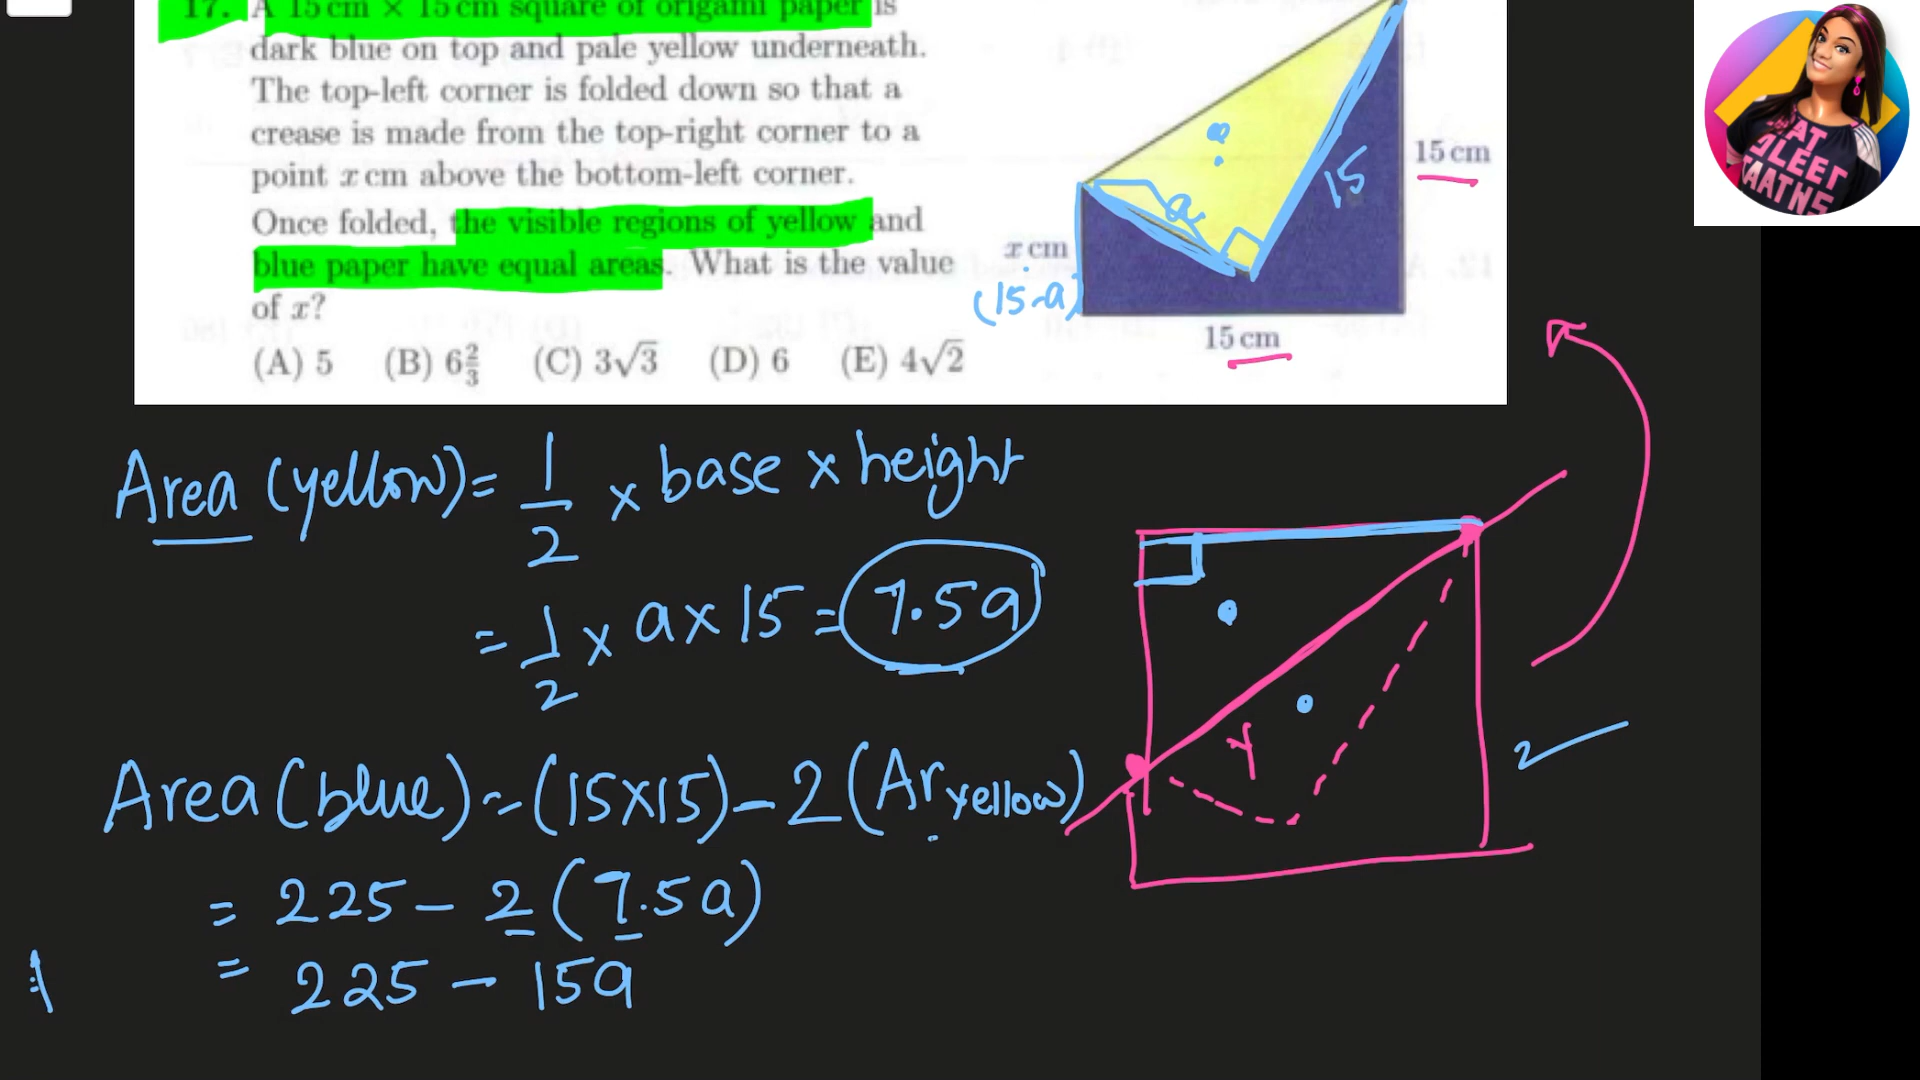 17. A 15 cm × 15 cm square of origami paper is
dark blue on top and pale yellow underneath.
The top-left corner is folded down so that a
crease is made from the top-right corner to a
point x cm above the bottom-left corner.
Once folded, the visible regions of yellow and
blue paper have equal areas. What is the value
of x?
(A) 5 (B) 6⅔ (C) 3√3 (D) 6 (E) 4√2
15 cm
15
a
x cm
(15-a)
15 cm
Area (yellow) = 1/2 × base × height
= 1/2 × a × 15 = 7.5a
Area (blue) = (15×15) - 2 (Ar yellow)
= 225 - 2 (7.5a)
= 225 - 15a
Y
2
EAT
SLEEP
MATHS